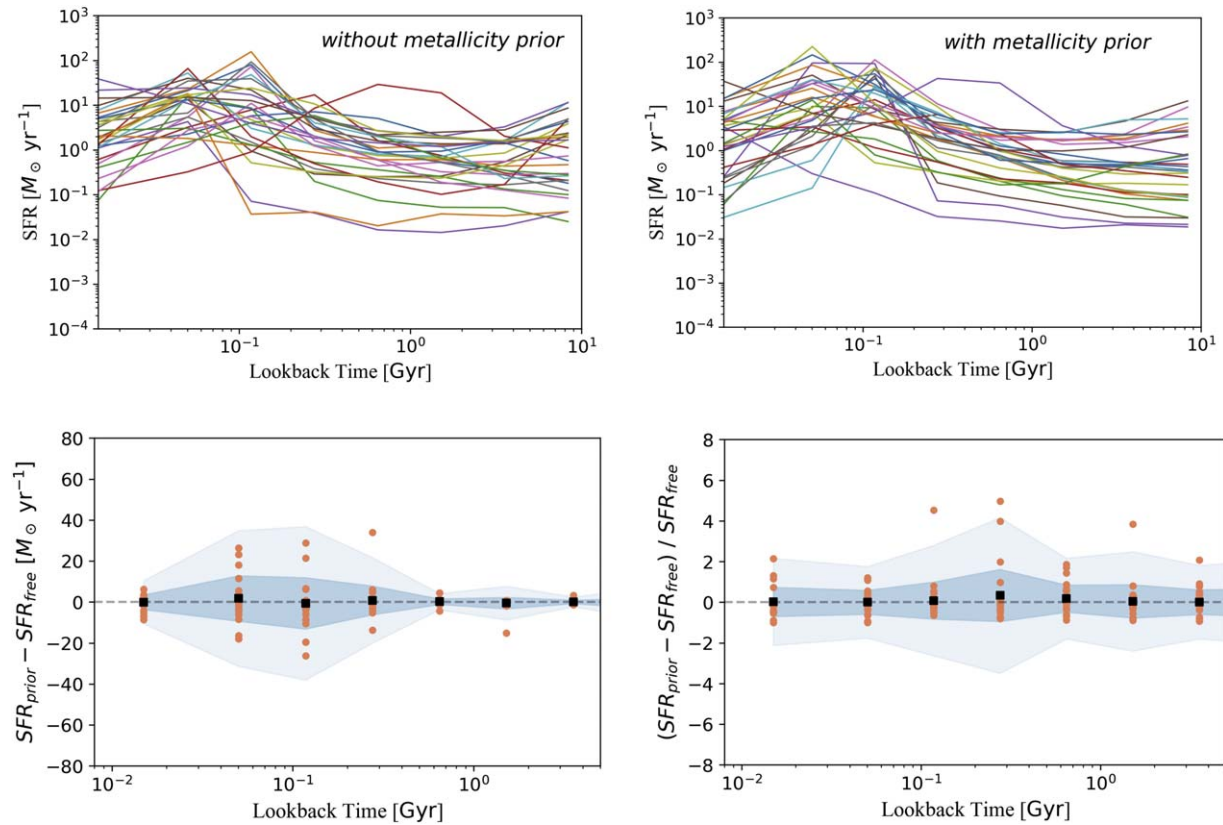 without metallicity prior
SFR [M⊙ yr⁻¹]
10³
10²
10¹
10⁰
10⁻¹
10⁻²
10⁻³
10⁻⁴
10⁻¹ 10⁰ 10¹
Lookback Time [Gyr]
with metallicity prior
SFR [M⊙ yr⁻¹]
10³
10²
10¹
10⁰
10⁻¹
10⁻²
10⁻³
10⁻⁴
10⁻¹ 10⁰ 10¹
Lookback Time [Gyr]
SFR_prior − SFR_free [M⊙ yr⁻¹]
80
60
40
20
0
−20
−40
−60
−80
10⁻² 10⁻¹ 10⁰
Lookback Time [Gyr]
(SFR_prior − SFR_free) / SFR_free
8
6
4
2
0
−2
−4
−6
−8
10⁻² 10⁻¹ 10⁰
Lookback Time [Gyr]